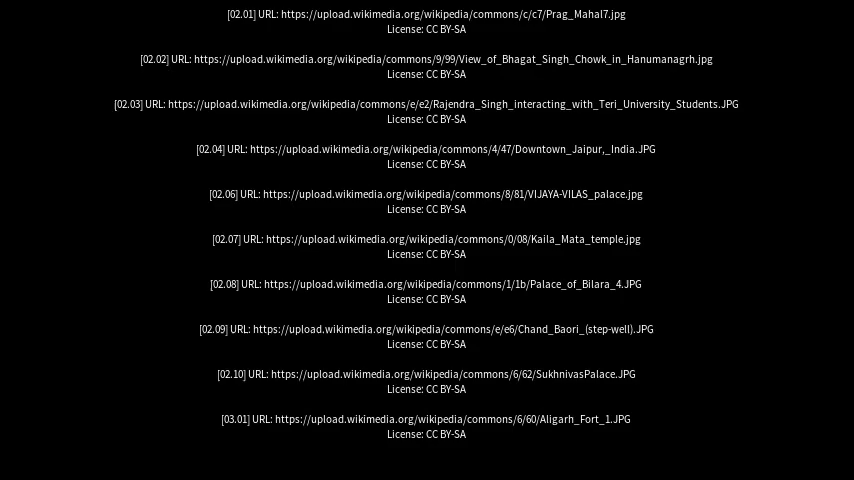 [02.01] URL: https://upload.wikimedia.org/wikipedia/commons/c/c7/Prag_Mahal7.jpg
License: CC BY-SA
[02.02] URL: https://upload.wikimedia.org/wikipedia/commons/9/99/View_of_Bhagat_Singh_Chowk_in_Hanumanagrh.jpg
License: CC BY-SA
[02.03] URL: https://upload.wikimedia.org/wikipedia/commons/e/e2/Rajendra_Singh_interacting_with_Teri_University_Students.JPG
License: CC BY-SA
[02.04] URL: https://upload.wikimedia.org/wikipedia/commons/4/47/Downtown_Jaipur,_India.JPG
License: CC BY-SA
[02.06] URL: https://upload.wikimedia.org/wikipedia/commons/8/81/VIJAYA-VILAS_palace.jpg
License: CC BY-SA
[02.07] URL: https://upload.wikimedia.org/wikipedia/commons/0/08/Kaila_Mata_temple.jpg
License: CC BY-SA
[02.08] URL: https://upload.wikimedia.org/wikipedia/commons/1/1b/Palace_of_Bilara_4.JPG
License: CC BY-SA
[02.09] URL: https://upload.wikimedia.org/wikipedia/commons/e/e6/Chand_Baori_(step-well).JPG
License: CC BY-SA
[02.10] URL: https://upload.wikimedia.org/wikipedia/commons/6/62/SukhnivasPalace.JPG
License: CC BY-SA
[03.01] URL: https://upload.wikimedia.org/wikipedia/commons/6/60/Aligarh_Fort_1.JPG
License: CC BY-SA